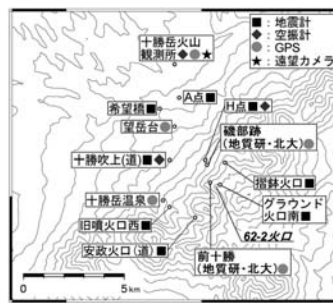 ■：地震計
◆：空振計
●：GPS
★：遠望カメラ
十勝岳火山
観測所◆●★
A点■
希望橋■
H点■◆
望岳台●
磯部跡
(地質研・北大)●
十勝吹上(道)■◆
摺鉢火口■
十勝岳温泉●
グラウンド
火口南■
旧噴火口西■
62-2火口
安政火口(道)■
前十勝
(地質研・北大)●
0
5
km